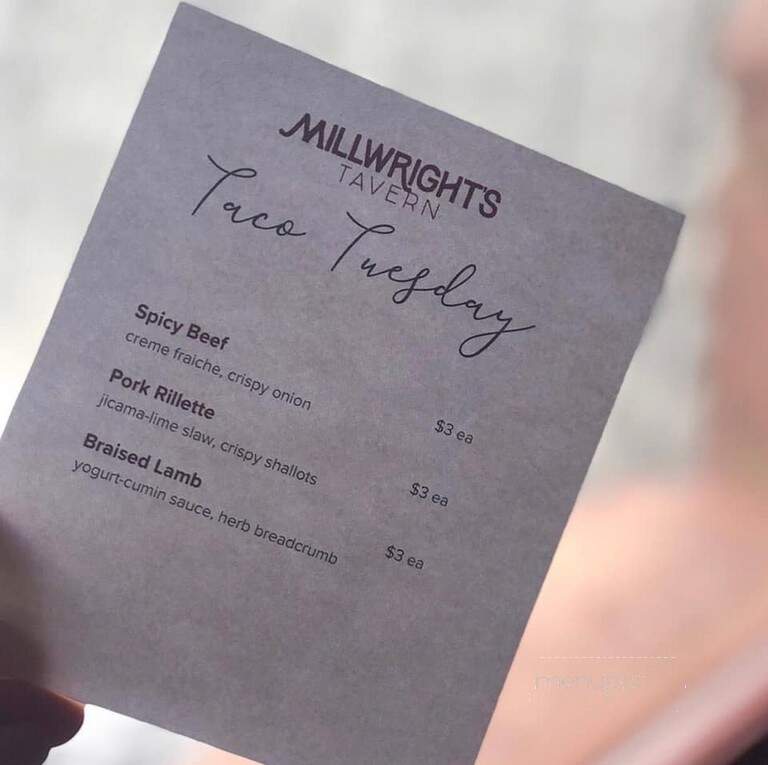 MILLWRIGHT'S
TAVERN
Taco Tuesday
Spicy Beef
creme fraiche, crispy onion
$3 ea
Pork Rillette
jicama-lime slaw, crispy shallots
$3 ea
Braised Lamb
yogurt-cumin sauce, herb breadcrumb
$3 ea